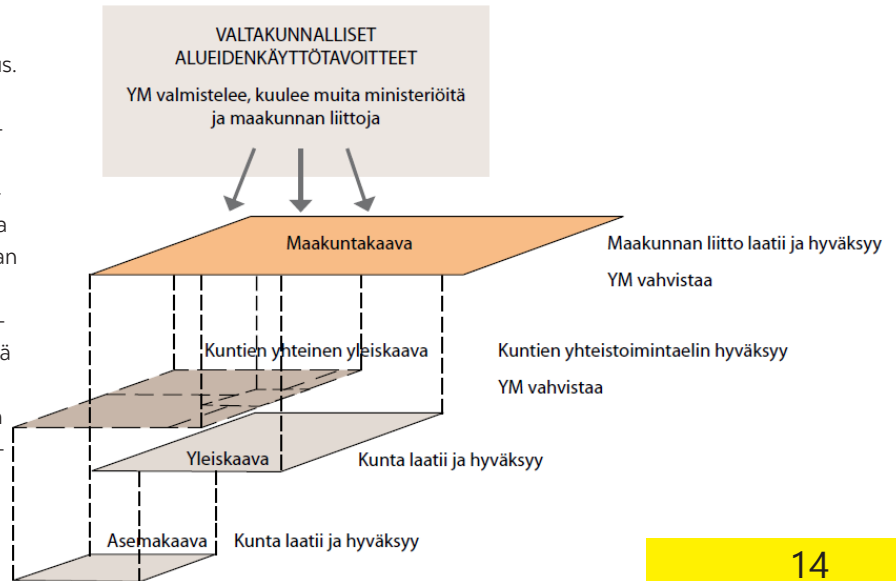 VALTAKUNNALLISET
ALUEIDENKÄYTTÖTAVOITTEET
YM valmistelee, kuulee muita ministeriöitä
ja maakunnan liittoja
Maakuntakaava
Maakunnan liitto laatii ja hyväksyy
YM vahvistaa
Kuntien yhteinen yleiskaava
Kuntien yhteistoimintaelin hyväksyy
YM vahvistaa
Yleiskaava
Kunta laatii ja hyväksyy
Asemakaava
Kunta laatii ja hyväksyy
14